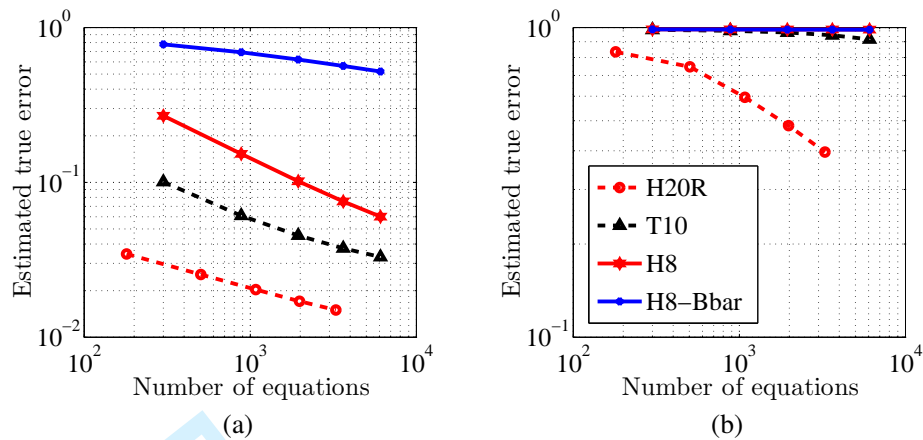 Estimated true error
10^0
10^-1
10^-2
10^2
10^3
10^4
Number of equations
(a)
Estimated true error
10^0
10^-1
10^2
10^3
10^4
H20R
T10
H8
H8-Bbar
Number of equations
(b)